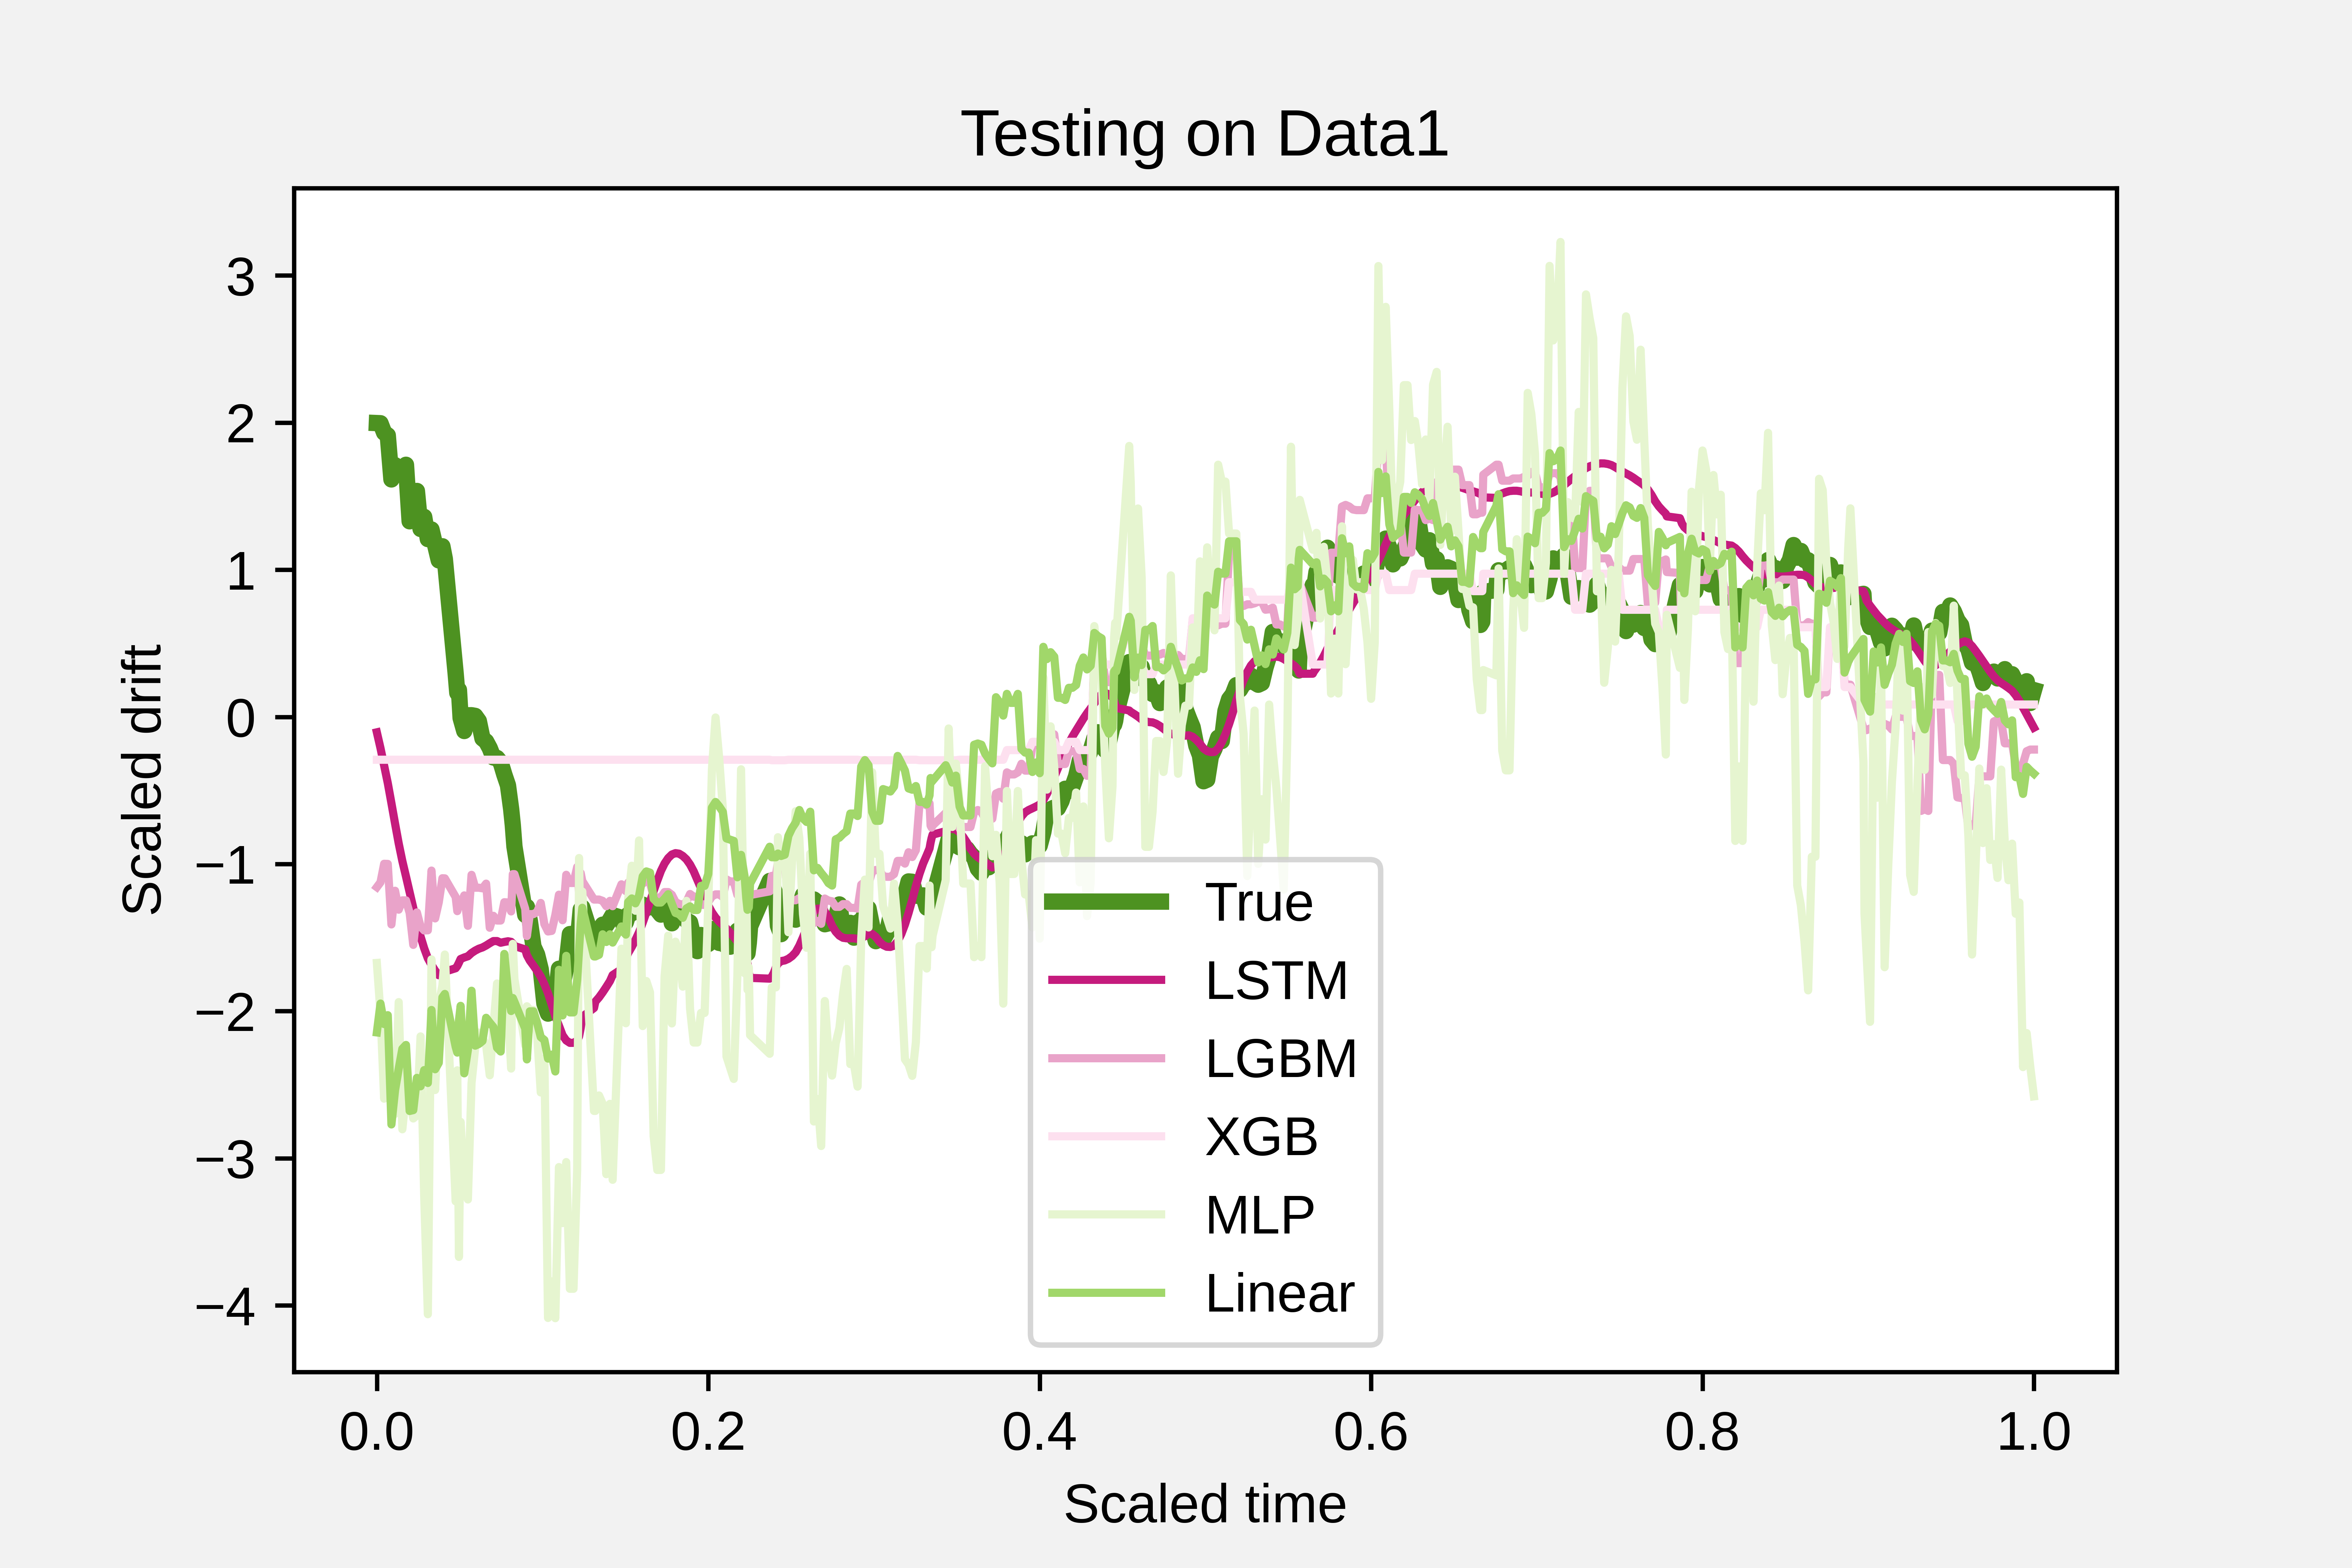 Testing on Data1
3
2
1
0
−1
−2
−3
−4
Scaled drift
True
LSTM
LGBM
XGB
MLP
Linear
0.0 0.2 0.4 0.6 0.8 1.0
Scaled time